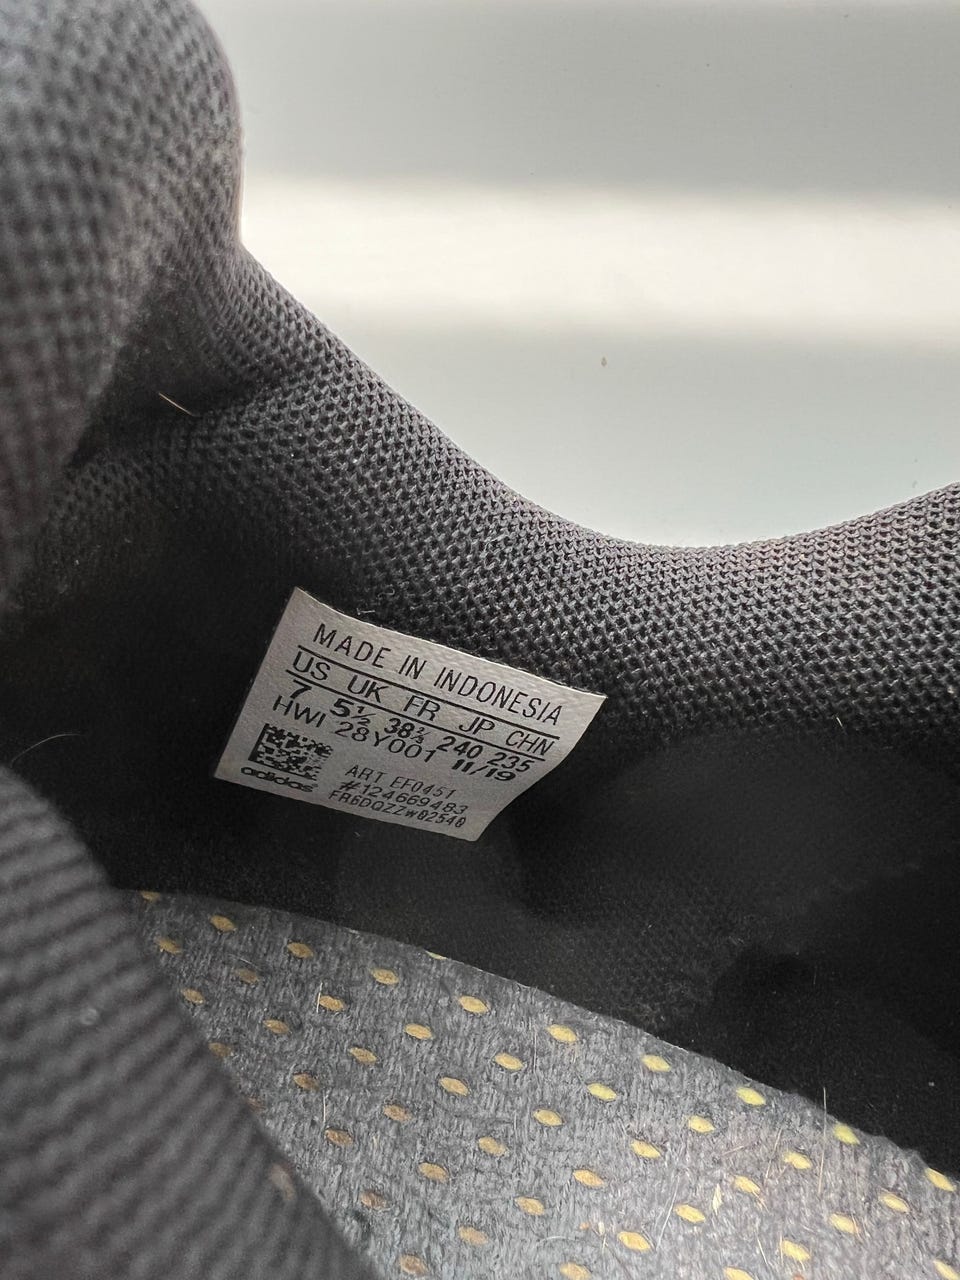 MADE IN INDONESIA
US UK FR JP CHN
7 5½ 38⅔ 240 235
HWI 28Y001 11/19
adidas
ART EF0451
#124669483
FR6DQZZW02540